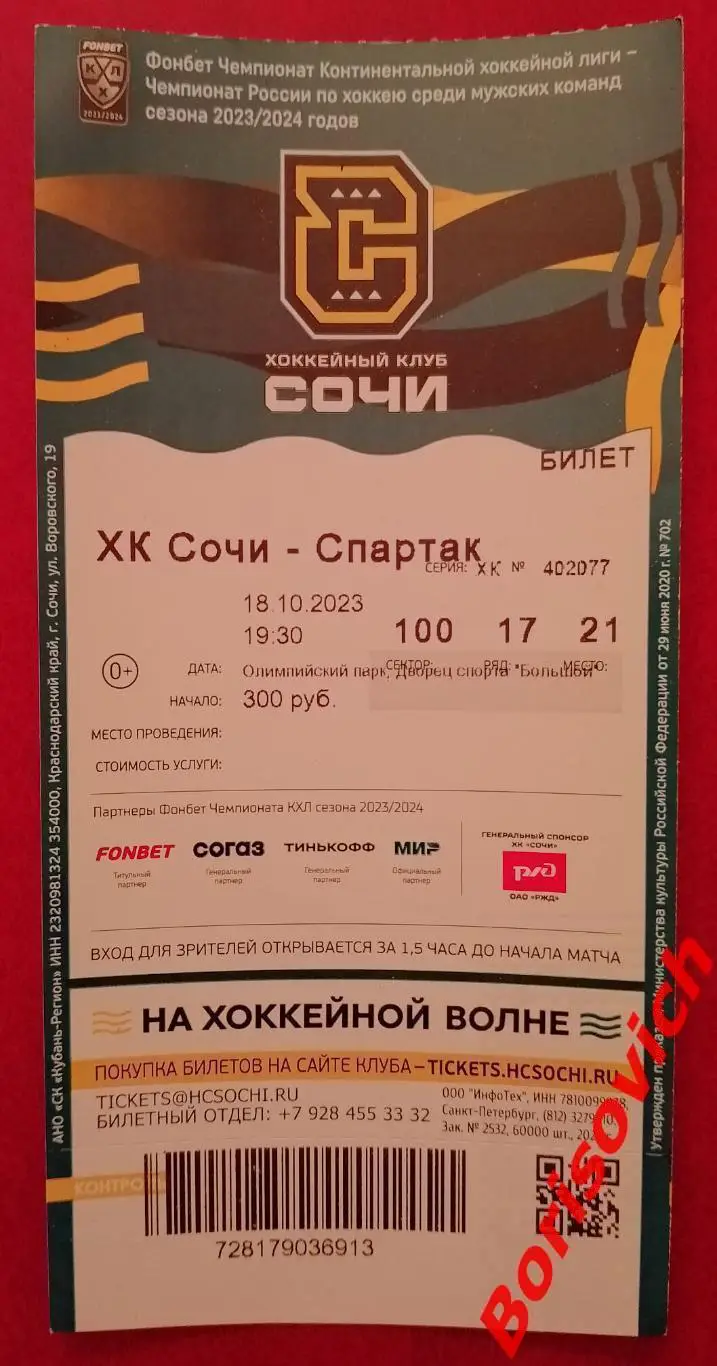 FONBET
КХЛ
2023/2024
Фонбет Чемпионат Континентальной хоккейной лиги –
Чемпионат России по хоккею среди мужских команд
сезона 2023/2024 годов
С
ХОККЕЙНЫЙ КЛУБ
СОЧИ
БИЛЕТ
ХК Сочи - Спартак
СЕРИЯ: ХК № 402077
18.10.2023
19:30
100 17 21
СЕКТОР: РЯД: МЕСТО:
0+
ДАТА:
Олимпийский парк, Дворец спорта "Большой"
НАЧАЛО:
300 руб.
МЕСТО ПРОВЕДЕНИЯ:
СТОИМОСТЬ УСЛУГИ:
Партнеры Фонбет Чемпионата КХЛ сезона 2023/2024
FONBET СОГАЗ ТИНЬКОФФ МИР
Титульный партнер
Генеральный партнер
Генеральный партнер
Официальный партнер
ГЕНЕРАЛЬНЫЙ СПОНСОР
ХК «СОЧИ»
РЖД
ОАО «РЖД»
ВХОД ДЛЯ ЗРИТЕЛЕЙ ОТКРЫВАЕТСЯ ЗА 1,5 ЧАСА ДО НАЧАЛА МАТЧА
НА ХОККЕЙНОЙ ВОЛНЕ
ПОКУПКА БИЛЕТОВ НА САЙТЕ КЛУБА – TICKETS.HCSOCHI.RU
TICKETS@HCSOCHI.RU
БИЛЕТНЫЙ ОТДЕЛ: +7 928 455 33 32
ООО "ИнфоТех", ИНН
Санкт-Петербург, (812)
Зак. № 2532, 60000 шт.,
КОНТРОЛЬ
728179036913
АНО «СК «Кубань-Регион» ИНН 2320981324 354000, Краснодарский край, г. Сочи, ул. Воровского, 19
Утвержден приказом Министерства культуры Российской Федерации от 29 июня 2020 г. № 702
Borisovich